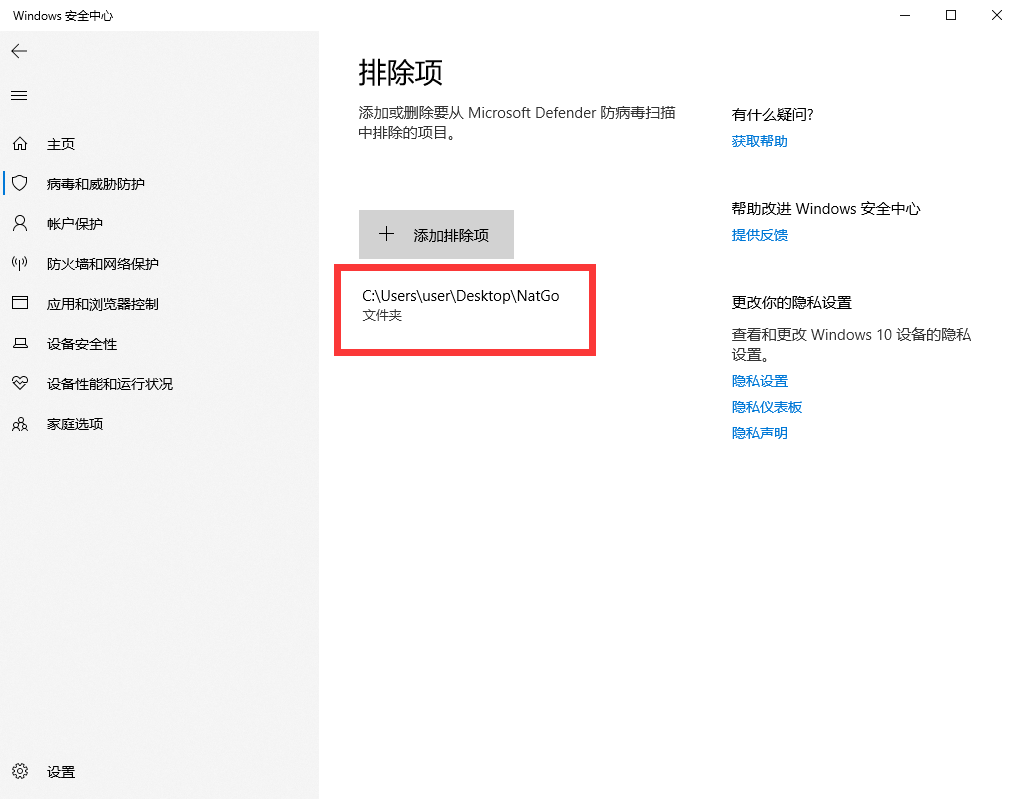 Windows 安全中心
主页
病毒和威胁防护
帐户保护
防火墙和网络保护
应用和浏览器控制
设备安全性
设备性能和运行状况
家庭选项
设置
排除项
添加或删除要从 Microsoft Defender 防病毒扫描
中排除的项目。
添加排除项
C:\Users\user\Desktop\NatGo
文件夹
有什么疑问?
获取帮助
帮助改进 Windows 安全中心
提供反馈
更改你的隐私设置
查看和更改 Windows 10 设备的隐私
设置。
隐私设置
隐私仪表板
隐私声明